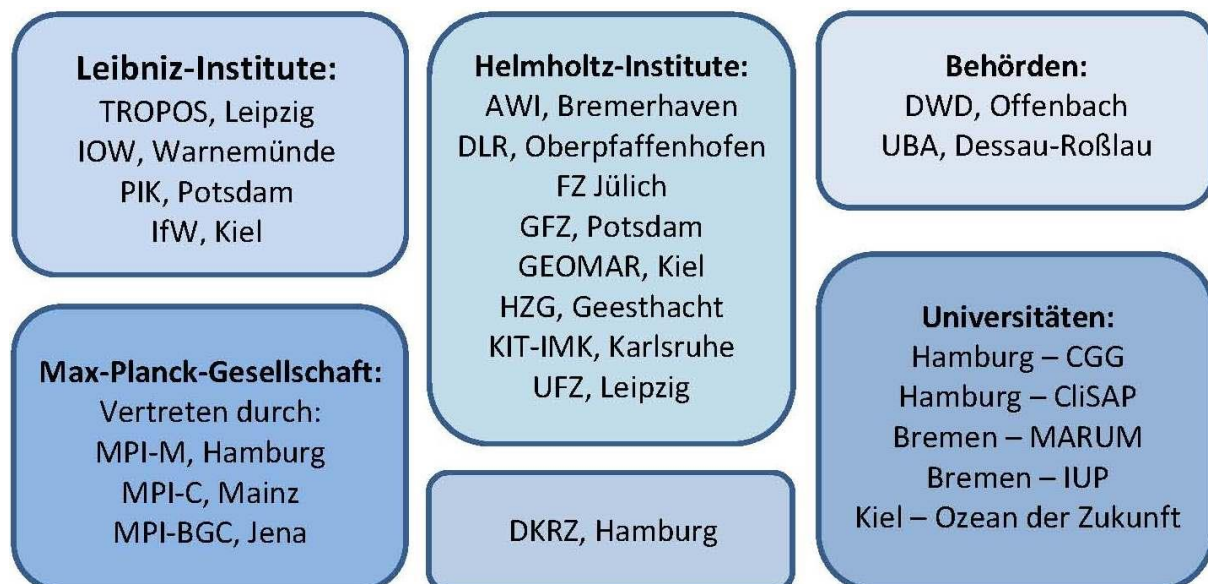 Leibniz-Institute:
TROPOS, Leipzig
IOW, Warnemünde
PIK, Potsdam
IfW, Kiel
Max-Planck-Gesellschaft:
Vertreten durch:
MPI-M, Hamburg
MPI-C, Mainz
MPI-BGC, Jena
Helmholtz-Institute:
AWI, Bremerhaven
DLR, Oberpfaffenhofen
FZ Jülich
GFZ, Potsdam
GEOMAR, Kiel
HZG, Geesthacht
KIT-IMK, Karlsruhe
UFZ, Leipzig
DKRZ, Hamburg
Behörden:
DWD, Offenbach
UBA, Dessau-Roßlau
Universitäten:
Hamburg – CGG
Hamburg – CliSAP
Bremen – MARUM
Bremen – IUP
Kiel – Ozean der Zukunft